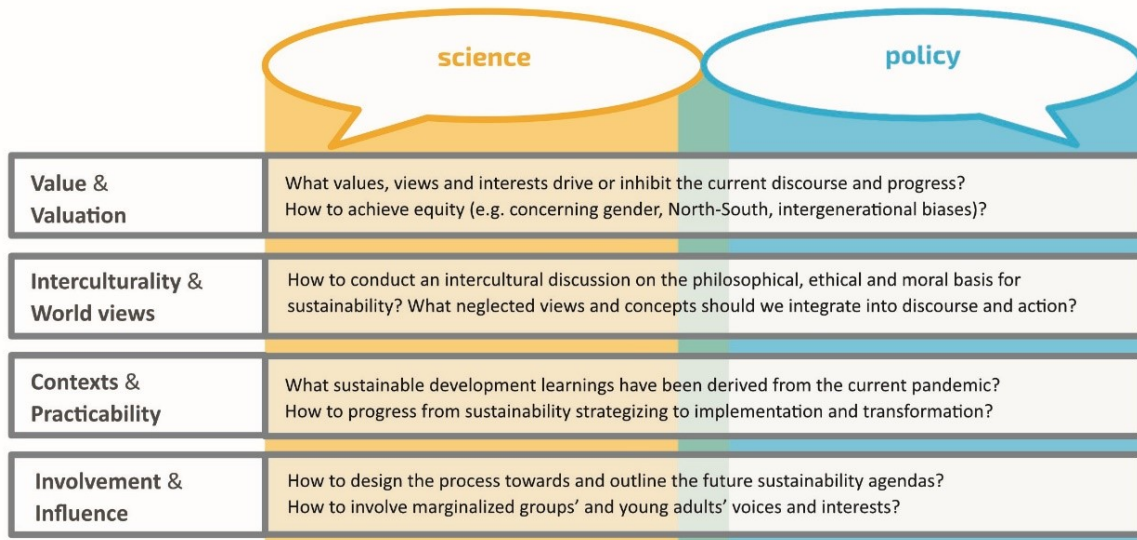 science
policy
Value &
Valuation
What values, views and interests drive or inhibit the current discourse and progress?
How to achieve equity (e.g. concerning gender, North-South, intergenerational biases)?
Interculturality &
World views
How to conduct an intercultural discussion on the philosophical, ethical and moral basis for
sustainability? What neglected views and concepts should we integrate into discourse and action?
Contexts &
Practicability
What sustainable development learnings have been derived from the current pandemic?
How to progress from sustainability strategizing to implementation and transformation?
Involvement &
Influence
How to design the process towards and outline the future sustainability agendas?
How to involve marginalized groups’ and young adults’ voices and interests?